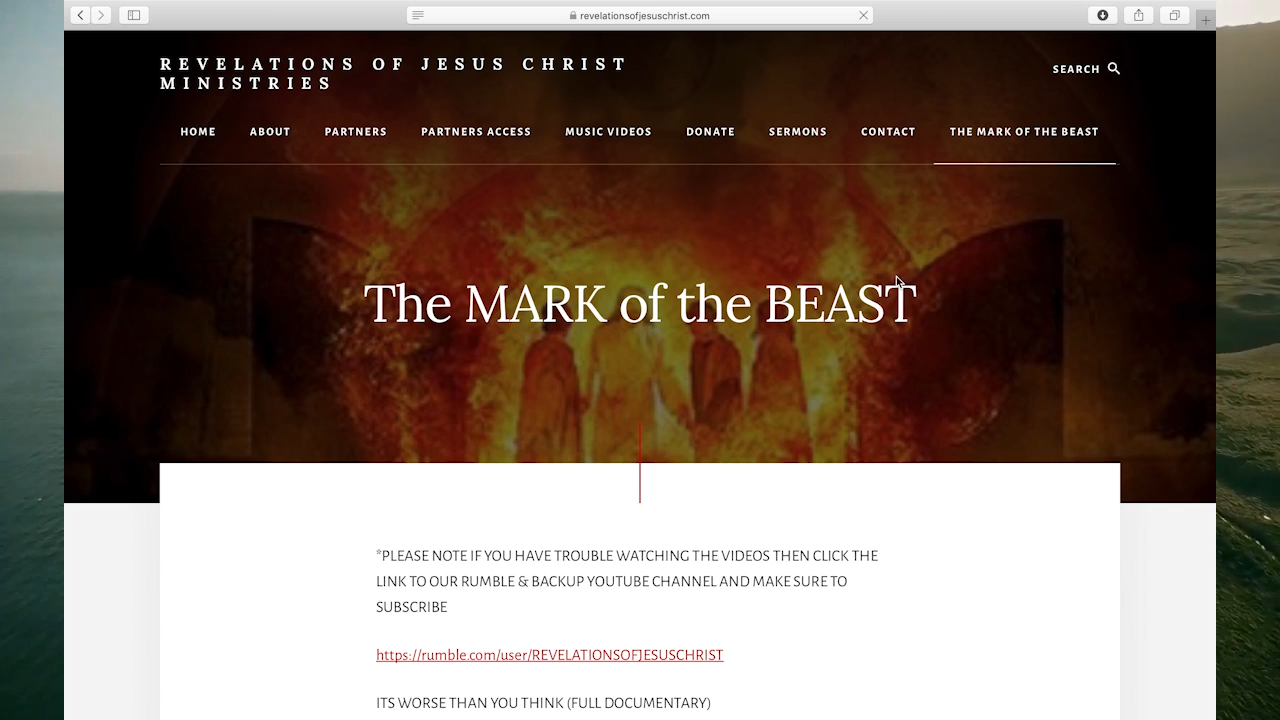 revelationsofjesuschrist.com
REVELATIONS OF JESUS CHRIST
MINISTRIES
SEARCH
HOME ABOUT PARTNERS PARTNERS ACCESS MUSIC VIDEOS DONATE SERMONS CONTACT THE MARK OF THE BEAST
The MARK of the BEAST
*PLEASE NOTE IF YOU HAVE TROUBLE WATCHING THE VIDEOS THEN CLICK THE
LINK TO OUR RUMBLE & BACKUP YOUTUBE CHANNEL AND MAKE SURE TO
SUBSCRIBE
https://rumble.com/user/REVELATIONSOFJESUSCHRIST
ITS WORSE THAN YOU THINK (FULL DOCUMENTARY)